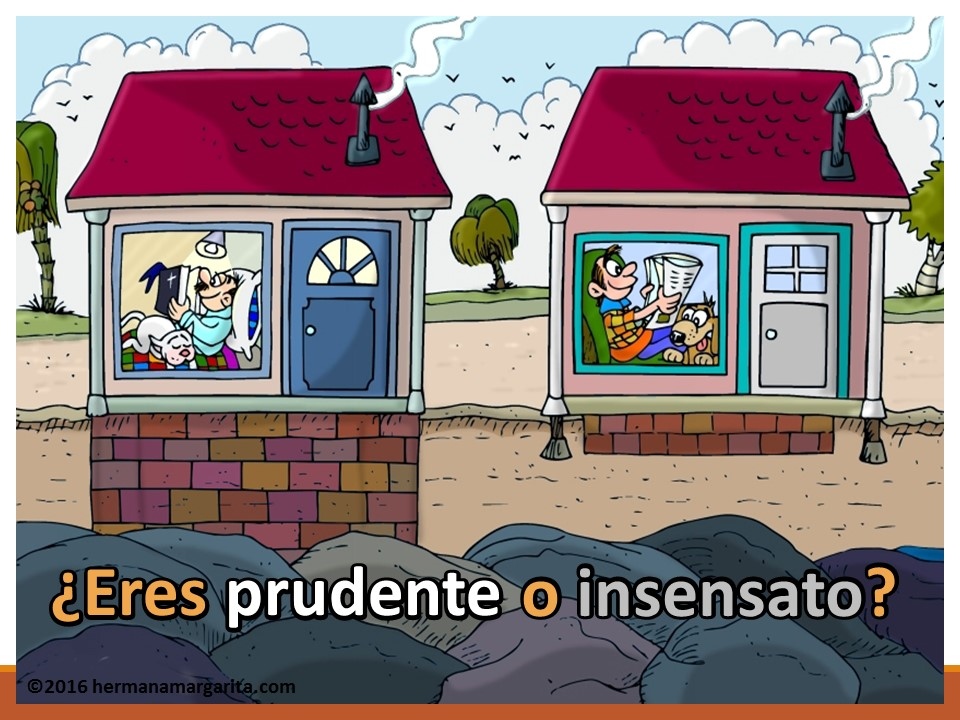 ¿Eres prudente o insensato?
©2016 hermanamargarita.com